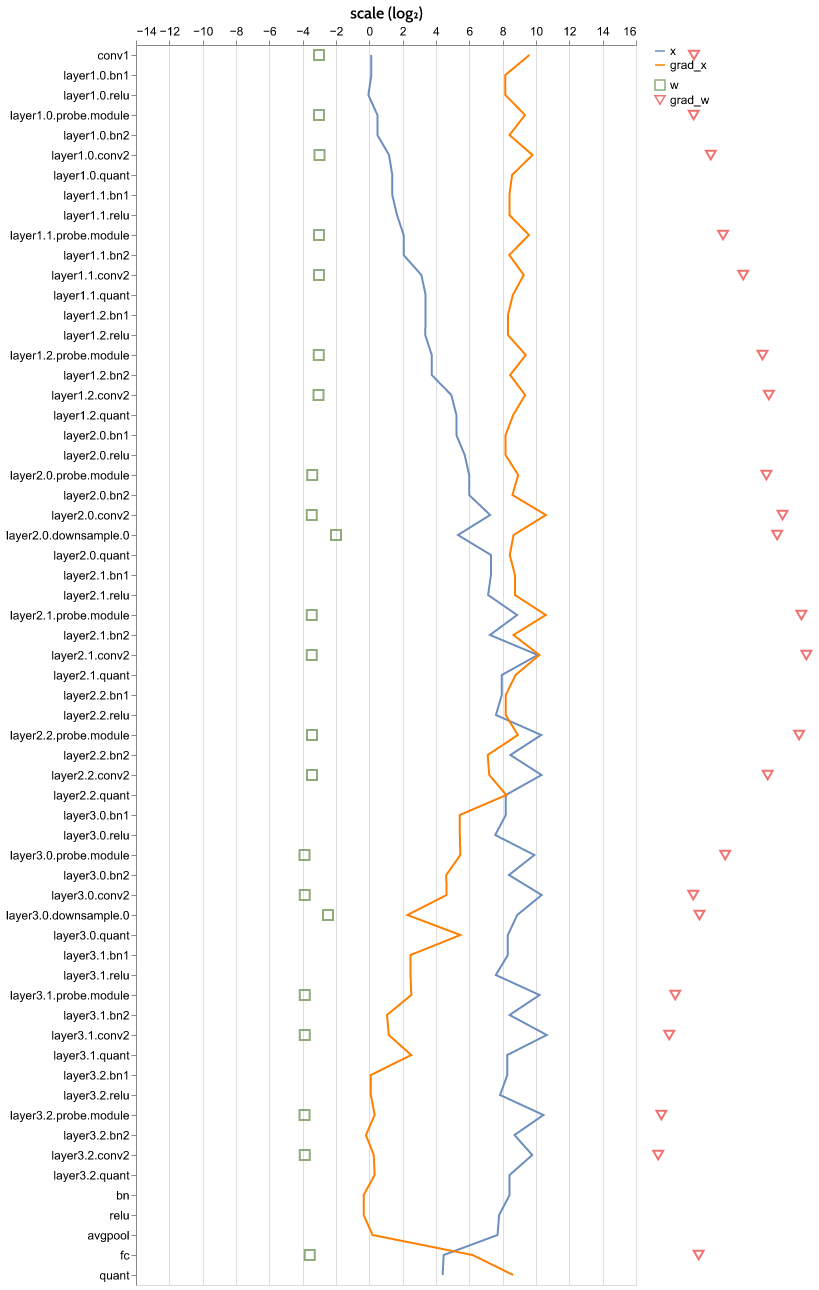 scale (log₂)
−14 −12 −10 −8 −6 −4 −2 0 2 4 6 8 10 12 14 16
conv1
layer1.0.bn1
layer1.0.relu
layer1.0.probe.module
layer1.0.bn2
layer1.0.conv2
layer1.0.quant
layer1.1.bn1
layer1.1.relu
layer1.1.probe.module
layer1.1.bn2
layer1.1.conv2
layer1.1.quant
layer1.2.bn1
layer1.2.relu
layer1.2.probe.module
layer1.2.bn2
layer1.2.conv2
layer1.2.quant
layer2.0.bn1
layer2.0.relu
layer2.0.probe.module
layer2.0.bn2
layer2.0.conv2
layer2.0.downsample.0
layer2.0.quant
layer2.1.bn1
layer2.1.relu
layer2.1.probe.module
layer2.1.bn2
layer2.1.conv2
layer2.1.quant
layer2.2.bn1
layer2.2.relu
layer2.2.probe.module
layer2.2.bn2
layer2.2.conv2
layer2.2.quant
layer3.0.bn1
layer3.0.relu
layer3.0.probe.module
layer3.0.bn2
layer3.0.conv2
layer3.0.downsample.0
layer3.0.quant
layer3.1.bn1
layer3.1.relu
layer3.1.probe.module
layer3.1.bn2
layer3.1.conv2
layer3.1.quant
layer3.2.bn1
layer3.2.relu
layer3.2.probe.module
layer3.2.bn2
layer3.2.conv2
layer3.2.quant
bn
relu
avgpool
fc
quant
x
grad_x
w
grad_w